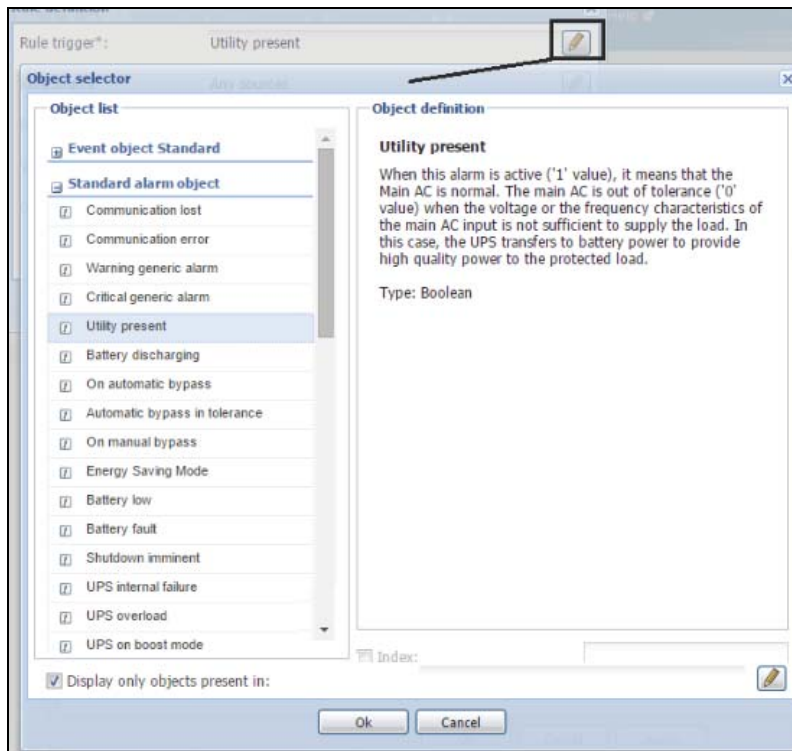 Rule definition
Rule trigger*: Utility present
Object selector
Any source
Object list
Event object Standard
Standard alarm object
Communication lost
Communication error
Warning generic alarm
Critical generic alarm
Utility present
Battery discharging
On automatic bypass
Automatic bypass in tolerance
On manual bypass
Energy Saving Mode
Battery low
Battery fault
Shutdown imminent
UPS internal failure
UPS overload
UPS on boost mode
Object definition
Utility present
When this alarm is active ('1' value), it means that the
Main AC is normal. The main AC is out of tolerance ('0'
value) when the voltage or the frequency characteristics of
the main AC input is not sufficient to supply the load. In
this case, the UPS transfers to battery power to provide
high quality power to the protected load.
Type: Boolean
Index:
Display only objects present in:
Ok Cancel